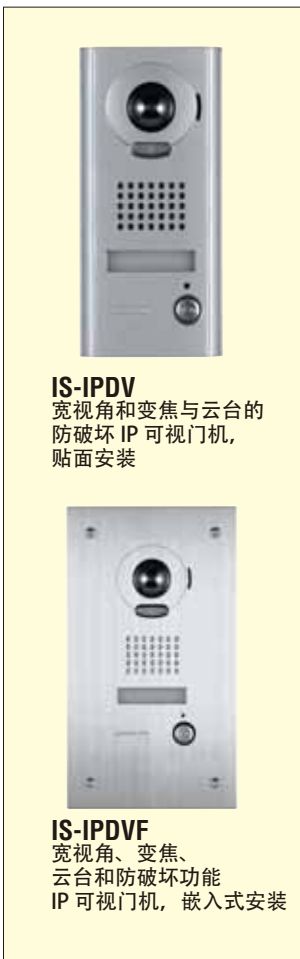 IS-IPDV
宽视角和变焦与云台的
防破坏 IP 可视门机，
贴面安装
IS-IPDVF
宽视角、变焦、
云台和防破坏功能
IP 可视门机，嵌入式安装